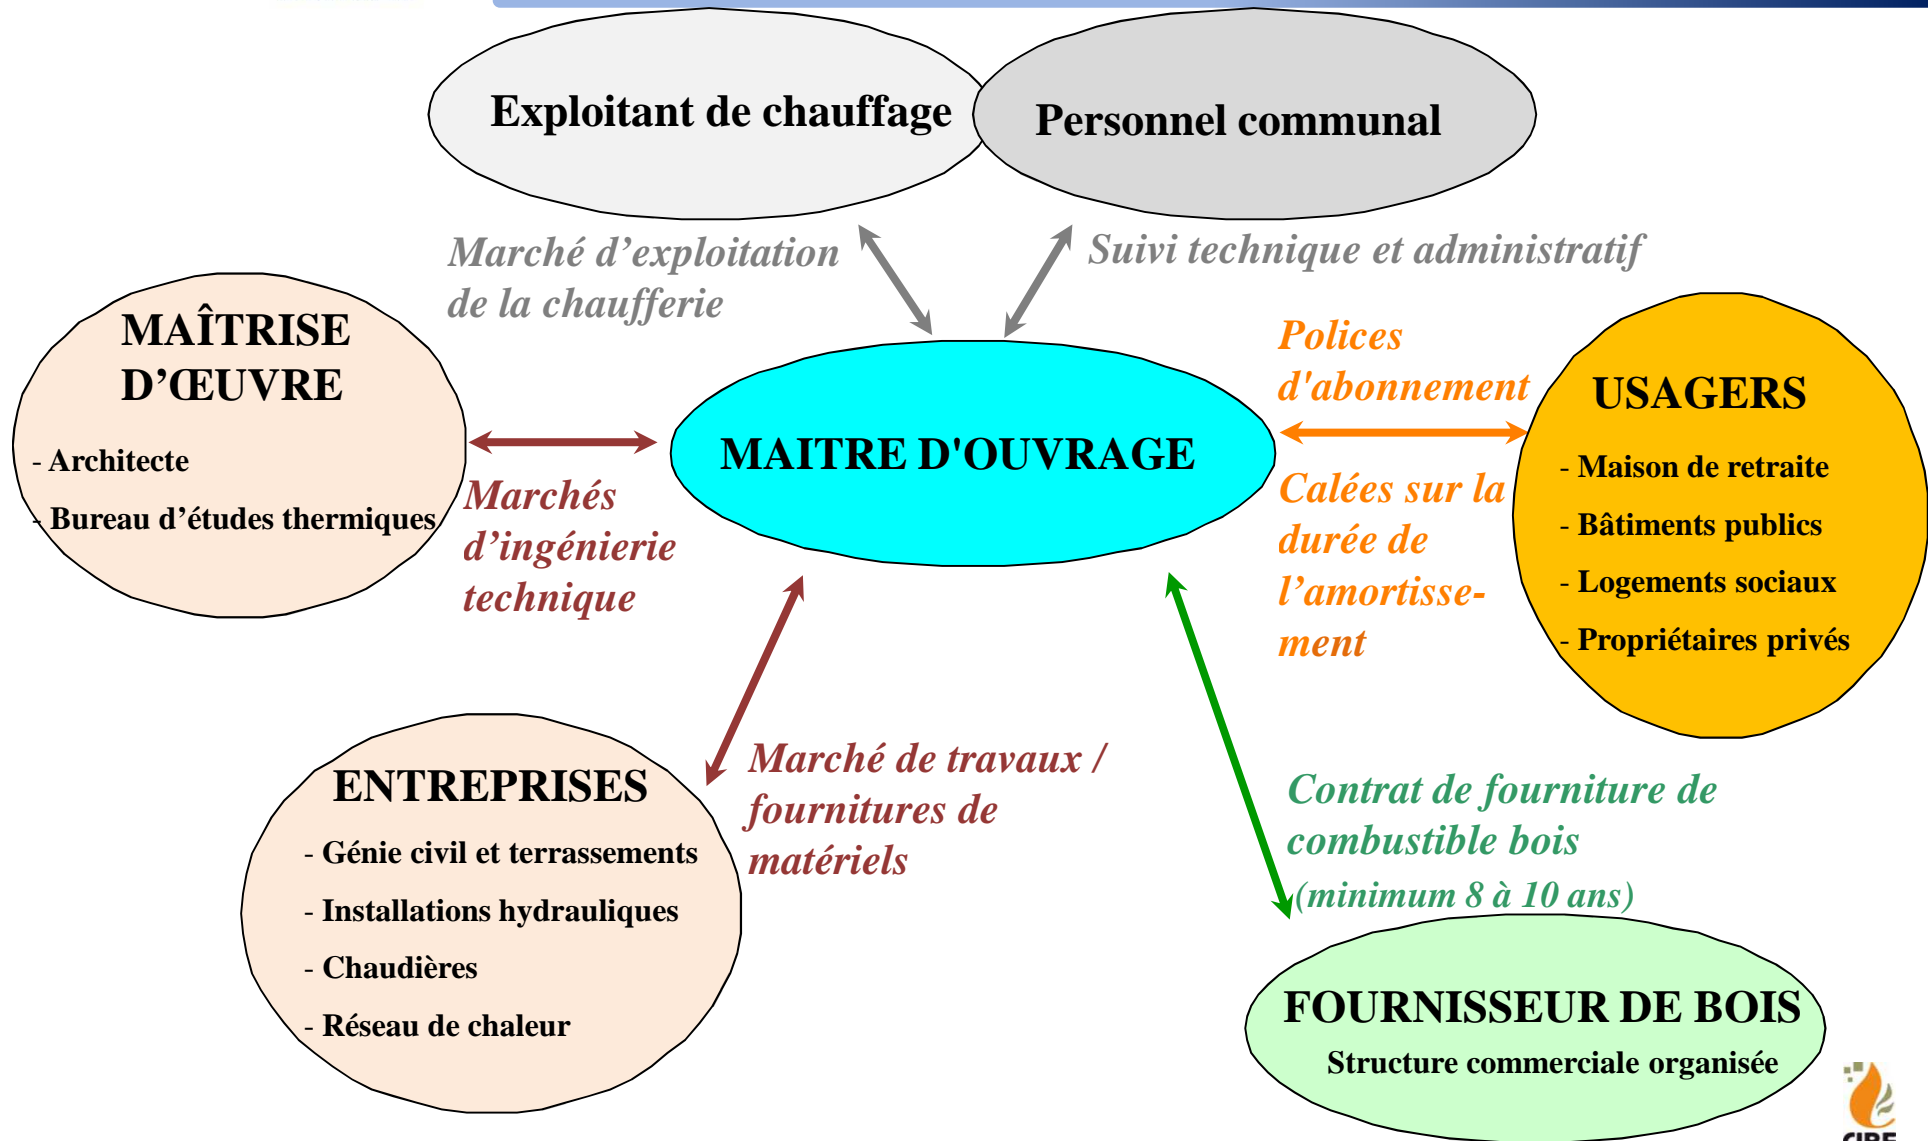 Exploitant de chauffage
Personnel communal
Marché d’exploitation
de la chaufferie
Suivi technique et administratif
MAÎTRISE
D’ŒUVRE
- Architecte
- Bureau d’études thermiques
Marchés
d’ingénierie
technique
MAITRE D'OUVRAGE
Polices
d'abonnement
Calées sur la
durée de
l’amortisse-
ment
USAGERS
- Maison de retraite
- Bâtiments publics
- Logements sociaux
- Propriétaires privés
ENTREPRISES
- Génie civil et terrassements
- Installations hydrauliques
- Chaudières
- Réseau de chaleur
Marché de travaux /
fournitures de
matériels
Contrat de fourniture de
combustible bois
(minimum 8 à 10 ans)
FOURNISSEUR DE BOIS
Structure commerciale organisée
CIBE